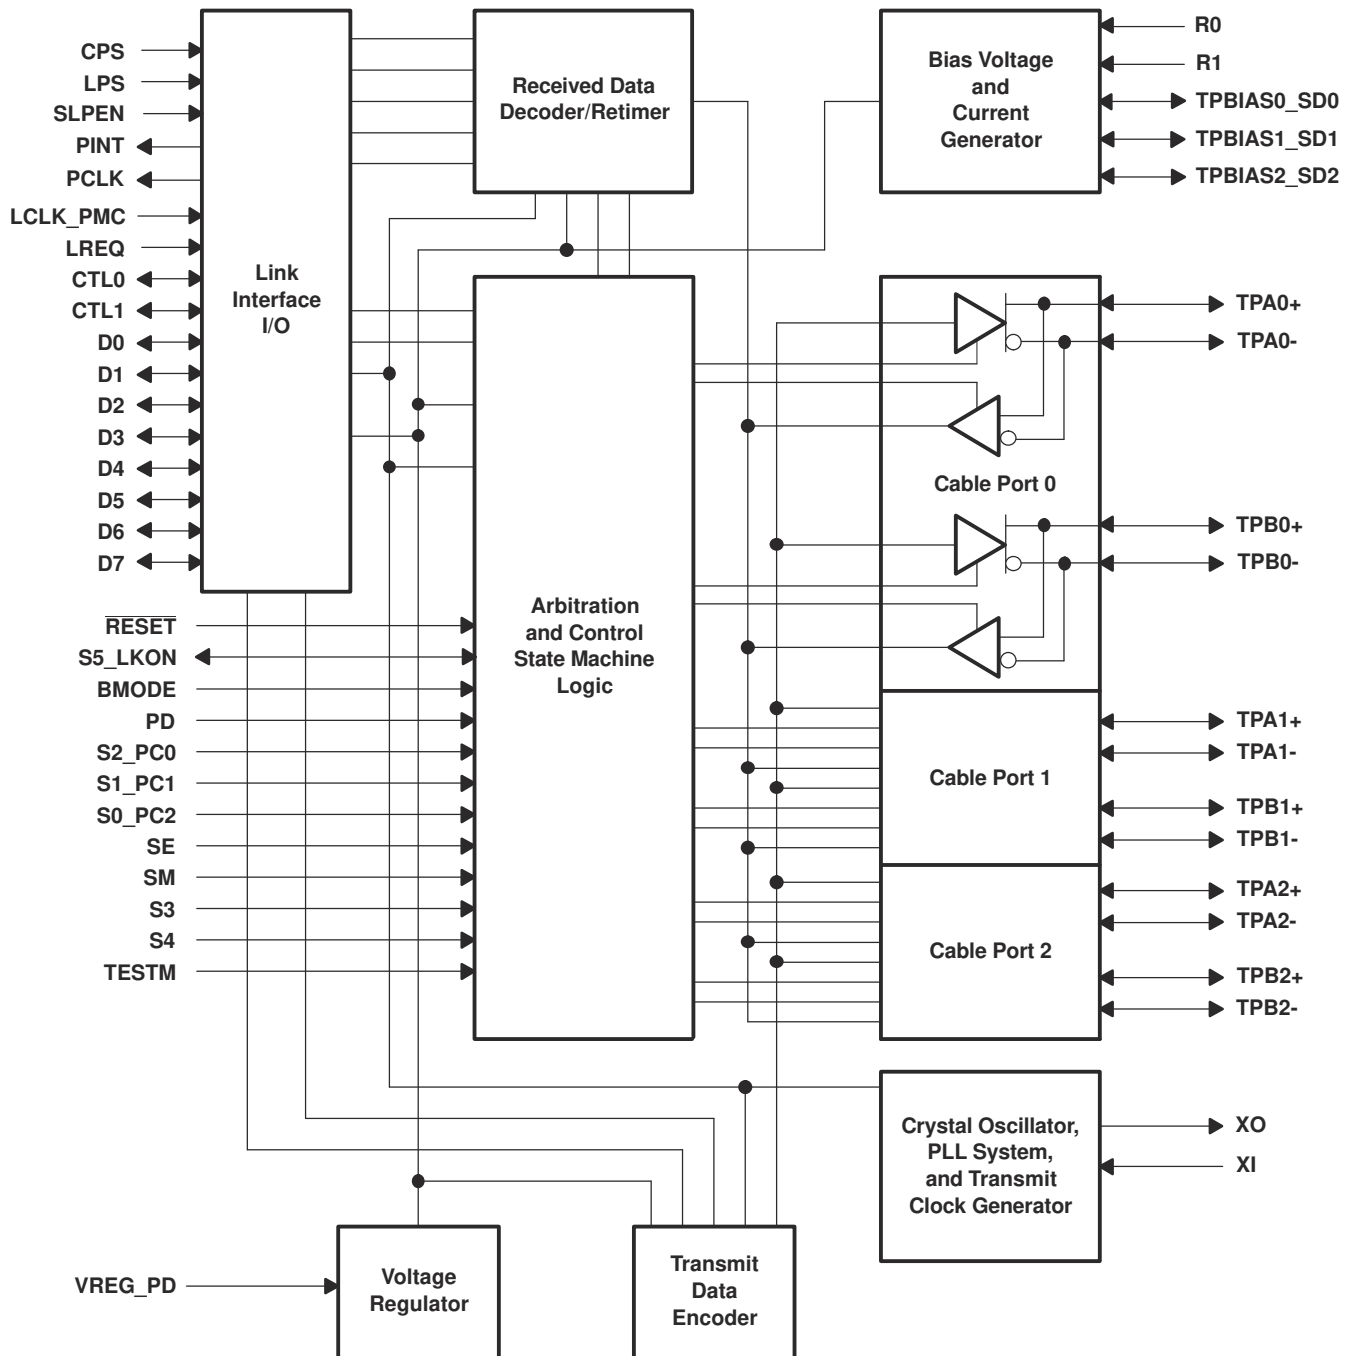 CPS
LPS
SLPEN
PINT
PCLK
LCLK_PMC
LREQ
CTL0
CTL1
D0
D1
D2
D3
D4
D5
D6
D7
RESET
S5_LKON
BMODE
PD
S2_PC0
S1_PC1
S0_PC2
SE
SM
S3
S4
TESTM
VREG_PD
Link
Interface
I/O
Received Data
Decoder/Retimer
Arbitration
and Control
State Machine
Logic
Voltage
Regulator
Transmit
Data
Encoder
Bias Voltage
and
Current
Generator
Cable Port 0
Cable Port 1
Cable Port 2
Crystal Oscillator,
PLL System,
and Transmit
Clock Generator
R0
R1
TPBIAS0_SD0
TPBIAS1_SD1
TPBIAS2_SD2
TPA0+
TPA0-
TPB0+
TPB0-
TPA1+
TPA1-
TPB1+
TPB1-
TPA2+
TPA2-
TPB2+
TPB2-
XO
XI